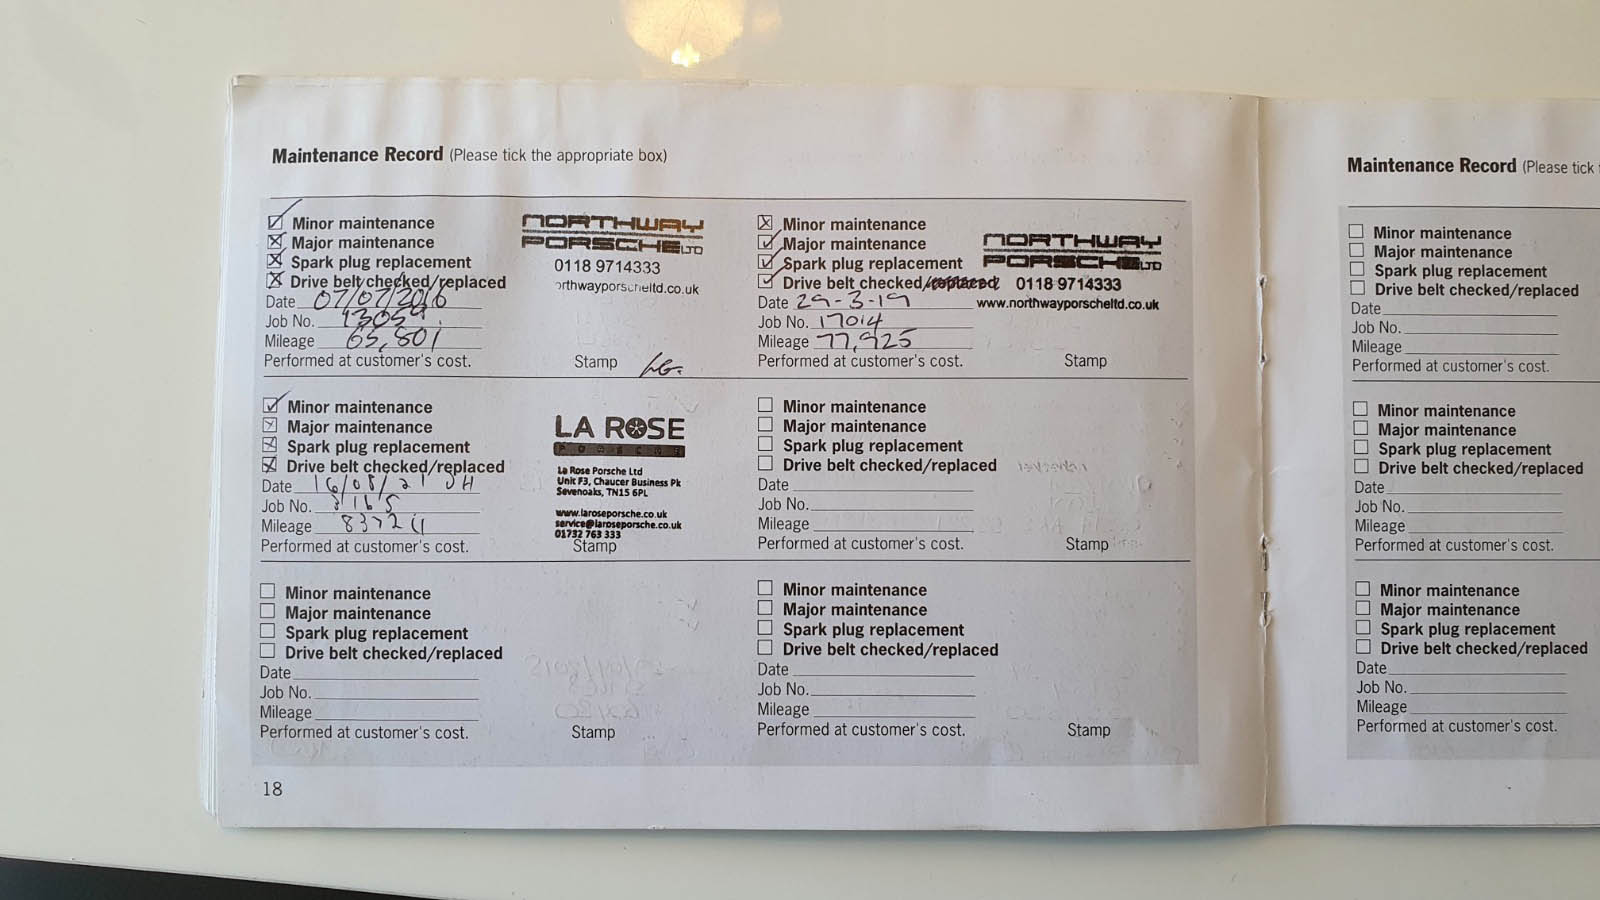 Maintenance Record (Please tick the appropriate box)
Minor maintenance
Major maintenance
Spark plug replacement
Drive belt checked/replaced
Date 07/07/2016
Job No. 13059
Mileage 65,801
Performed at customer's cost.
NORTHWAY
PORSCHE LTD
0118 9714333
orthwayporscheltd.co.uk
Stamp
Minor maintenance
Major maintenance
Spark plug replacement
Drive belt checked/replaced
Date 29-3-19
Job No. 17014
Mileage 77,925
Performed at customer's cost.
NORTHWAY
PORSCHE LTD
0118 9714333
www.northwayporscheltd.co.uk
Stamp
Minor maintenance
Major maintenance
Spark plug replacement
Drive belt checked/replaced
Date 16/08/21 JH
Job No. 3165
Mileage 83724
Performed at customer's cost.
LA ROSE
PORSCHE
La Rose Porsche Ltd
Unit F3, Chaucer Business Pk
Sevenoaks, TN15 6PL
www.laroseporsche.co.uk
service@laroseporsche.co.uk
01732 763 333
Stamp
Minor maintenance
Major maintenance
Spark plug replacement
Drive belt checked/replaced
Date
Job No.
Mileage
Performed at customer's cost.
Stamp
Minor maintenance
Major maintenance
Spark plug replacement
Drive belt checked/replaced
Date
Job No.
Mileage
Performed at customer's cost.
Stamp
Minor maintenance
Major maintenance
Spark plug replacement
Drive belt checked/replaced
Date
Job No.
Mileage
Performed at customer's cost.
Stamp
18
Maintenance Record (Please tick
Minor maintenance
Major maintenance
Spark plug replacement
Drive belt checked/replaced
Date
Job No.
Mileage
Performed at customer's cost.
Minor maintenance
Major maintenance
Spark plug replacement
Drive belt checked/replaced
Date
Job No.
Mileage
Performed at customer's cost.
Minor maintenance
Major maintenance
Spark plug replacement
Drive belt checked/replaced
Date
Job No.
Mileage
Performed at customer's cost.